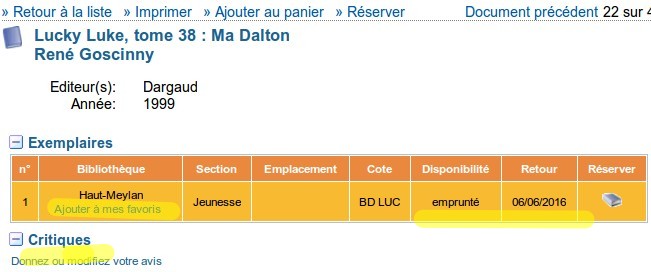 » Retour à la liste » Imprimer » Ajouter au panier » Réserver Document précédent 22 sur 4
Lucky Luke, tome 38 : Ma Dalton
René Goscinny
Editeur(s): Dargaud
Année: 1999
Exemplaires
n° Bibliothèque Section Emplacement Cote Disponibilité Retour Réserver
1 Haut-Meylan Jeunesse BD LUC emprunté 06/06/2016
Ajouter à mes favoris
Critiques
Donnez ou modifiez votre avis